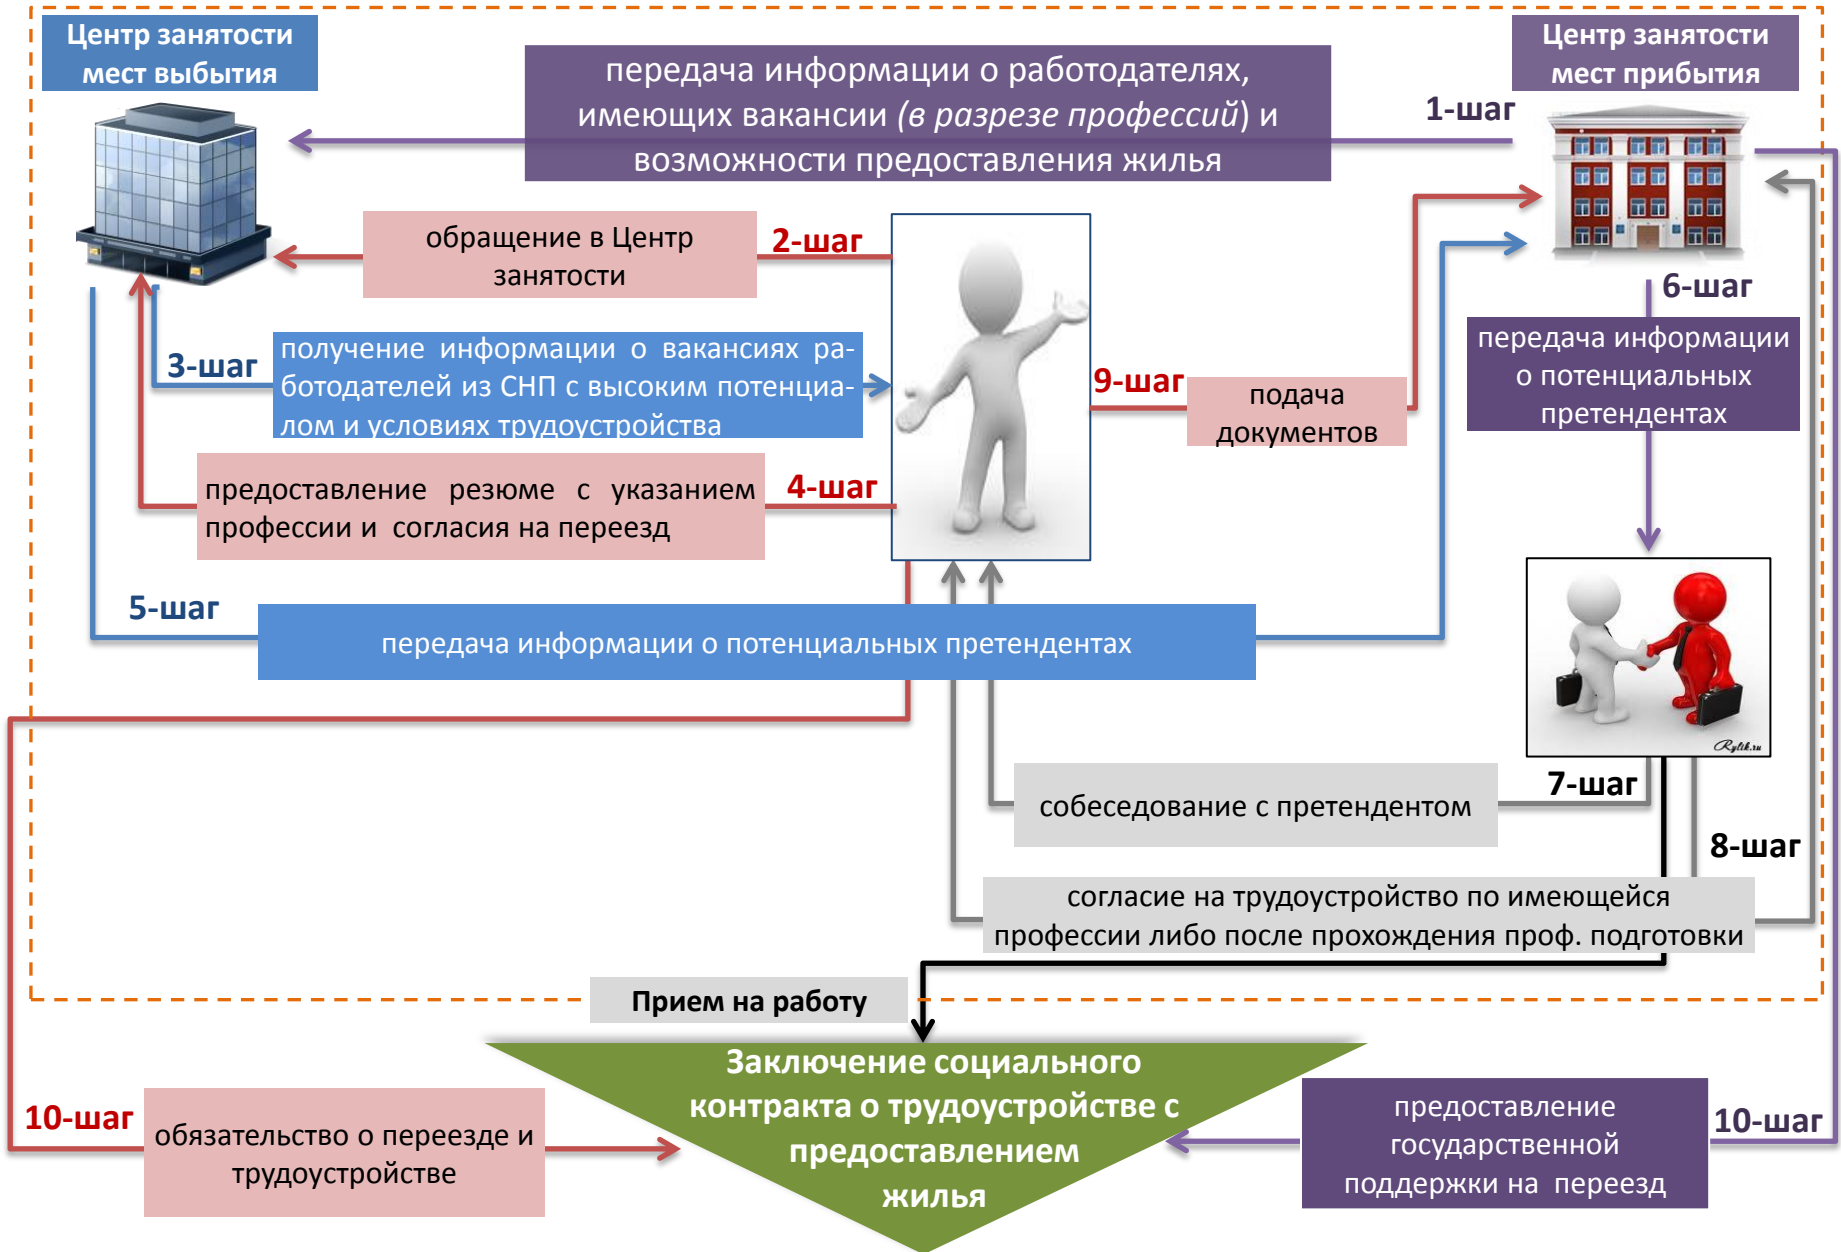 Центр занятости
мест выбытия
передача информации о работодателях,
имеющих вакансии (в разрезе профессий) и
возможности предоставления жилья
1-шаг
Центр занятости
мест прибытия
обращение в Центр
занятости
2-шаг
3-шаг
получение информации о вакансиях ра-
ботодателей из СНП с высоким потенциа-
лом и условиях трудоустройства
9-шаг
подача
документов
6-шаг
передача информации
о потенциальных
претендентах
предоставление резюме с указанием
профессии и согласия на переезд
4-шаг
5-шаг
передача информации о потенциальных претендентах
Rylik.ru
7-шаг
собеседование с претендентом
8-шаг
согласие на трудоустройство по имеющейся
профессии либо после прохождения проф. подготовки
Прием на работу
Заключение социального
контракта о трудоустройстве с
предоставлением
жилья
10-шаг
обязательство о переезде и
трудоустройстве
предоставление
государственной
поддержки на переезд
10-шаг